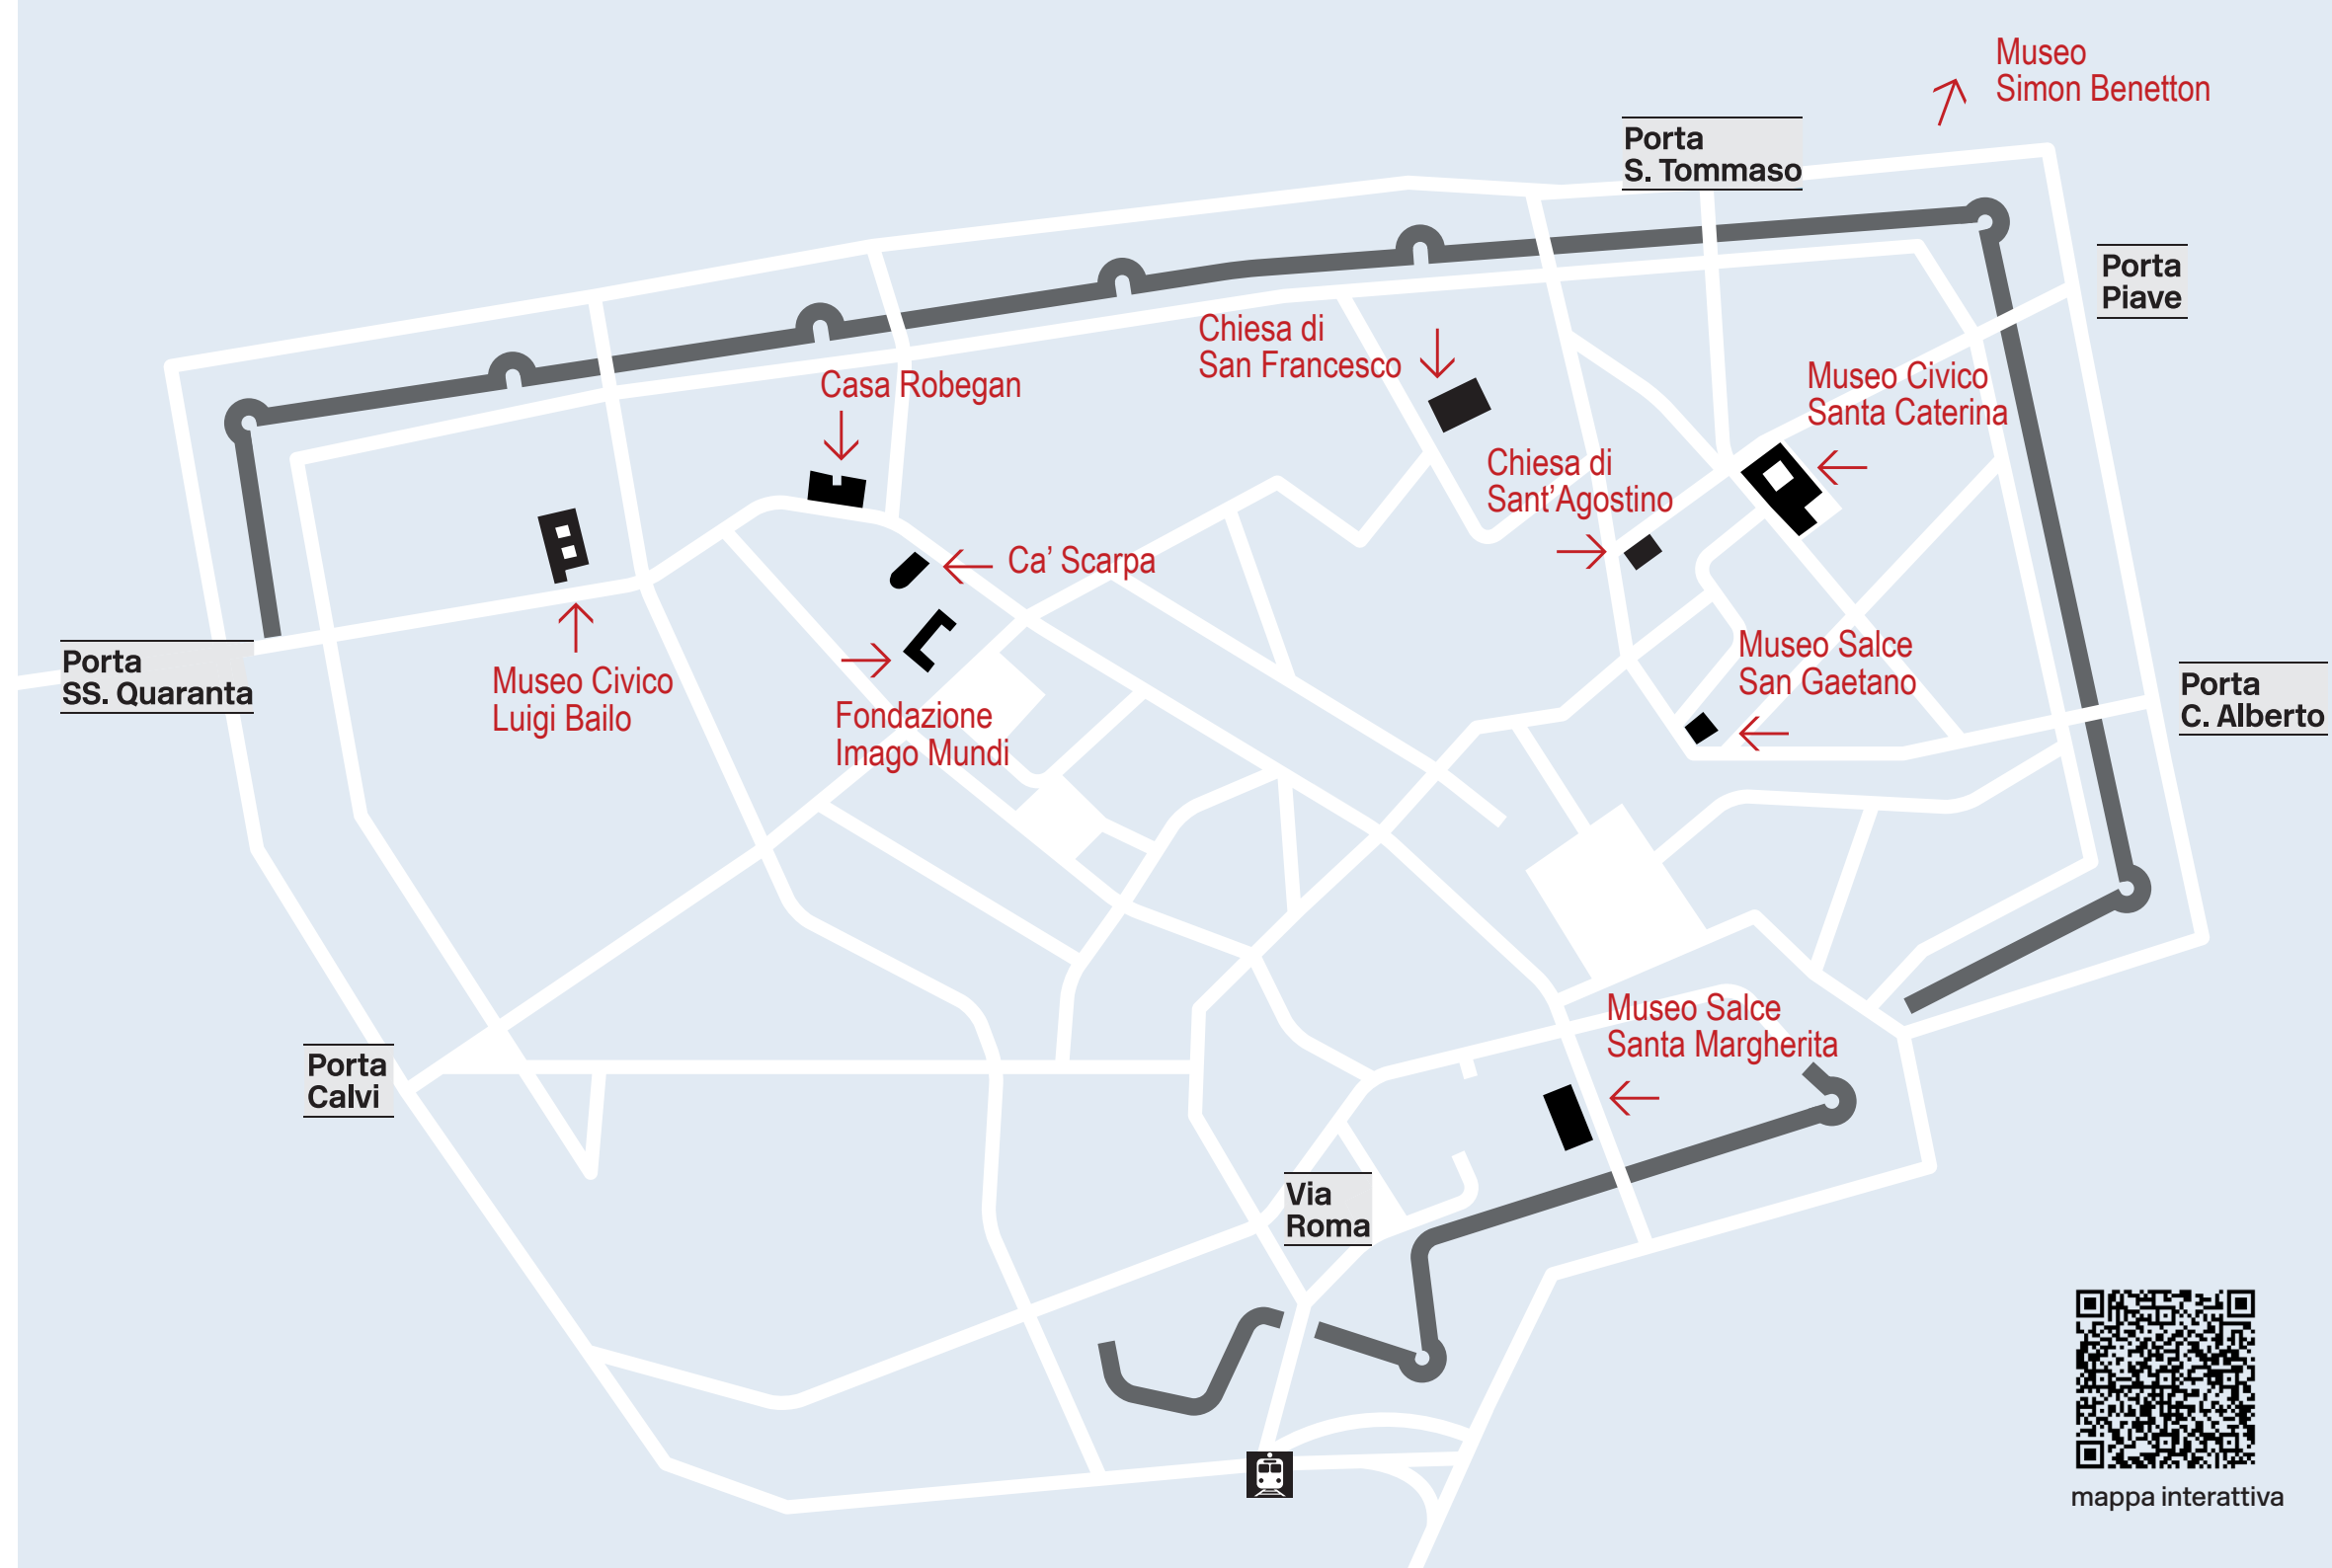 Museo
Simon Benetton
Porta
S. Tommaso
Porta
Piave
Chiesa di
San Francesco
Casa Robegan
Museo Civico
Santa Caterina
Chiesa di
Sant’Agostino
Ca’ Scarpa
Porta
SS. Quaranta
Museo Civico
Luigi Bailo
Fondazione
Imago Mundi
Museo Salce
San Gaetano
Porta
C. Alberto
Museo Salce
Santa Margherita
Porta
Calvi
Via
Roma
mappa interattiva